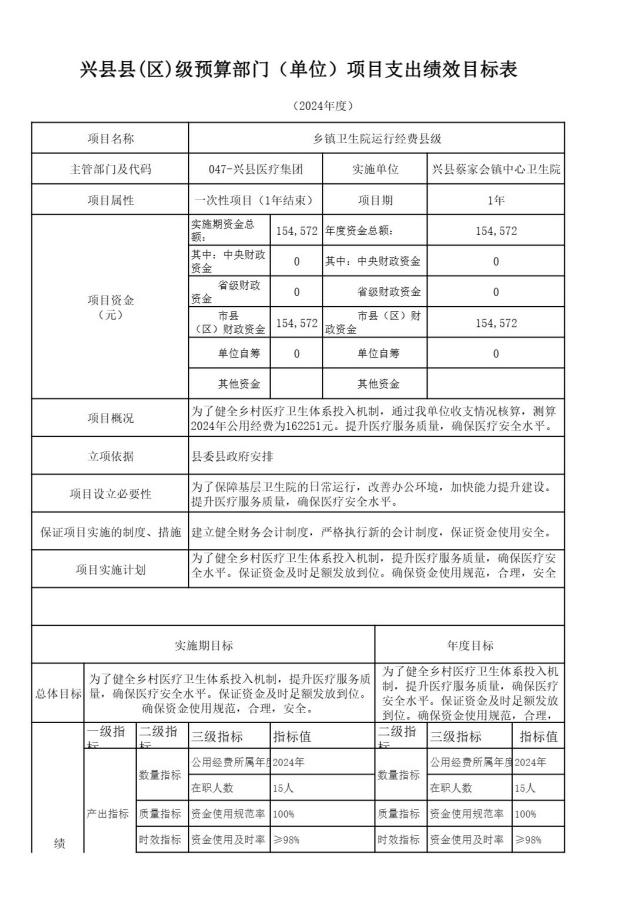 兴县县(区)级预算部门（单位）项目支出绩效目标表
（2024年度）
项目名称 乡镇卫生院运行经费县级
主管部门及代码 047-兴县医疗集团 实施单位 兴县蔡家会镇中心卫生院
项目属性 一次性项目（1年结束） 项目期 1年
项目资金
（元）
实施期资金总
额： 154,572 年度资金总额： 154,572
其中：中央财政
资金 0 其中：中央财政资金 0
省级财政
资金 0 省级财政资金 0
市县
（区）财政资金 154,572 市县（区）财
政资金 154,572
单位自筹 0 单位自筹 0
其他资金 其他资金
项目概况 为了健全乡村医疗卫生体系投入机制，通过我单位收支情况核算，测算
2024年公用经费为162251元。提升医疗服务质量，确保医疗安全水平。
立项依据 县委县政府安排
项目设立必要性 为了保障基层卫生院的日常运行，改善办公环境，加快能力提升建设。
提升医疗服务质量，确保医疗安全水平。
保证项目实施的制度、措施 建立健全财务会计制度，严格执行新的会计制度，保证资金使用安全。
项目实施计划 为了健全乡村医疗卫生体系投入机制，提升医疗服务质量，确保医疗安
全水平。保证资金及时足额发放到位。确保资金使用规范，合理，安全
实施期目标 年度目标
总体目标
为了健全乡村医疗卫生体系投入机制，提升医疗服务质
量，确保医疗安全水平。保证资金及时足额发放到位。
确保资金使用规范，合理，安全。
为了健全乡村医疗卫生体系投入机
制，提升医疗服务质量，确保医疗
安全水平。保证资金及时足额发放
到位。确保资金使用规范，合理，
一级指标 二级指标 三级指标 指标值 二级指标 三级指标 指标值
绩
产出指标
数量指标 公用经费所属年度 2024年 数量指标 公用经费所属年度 2024年
在职人数 15人 在职人数 15人
质量指标 资金使用规范率 100% 质量指标 资金使用规范率 100%
时效指标 资金使用及时率 ≥98% 时效指标 资金使用及时率 ≥98%